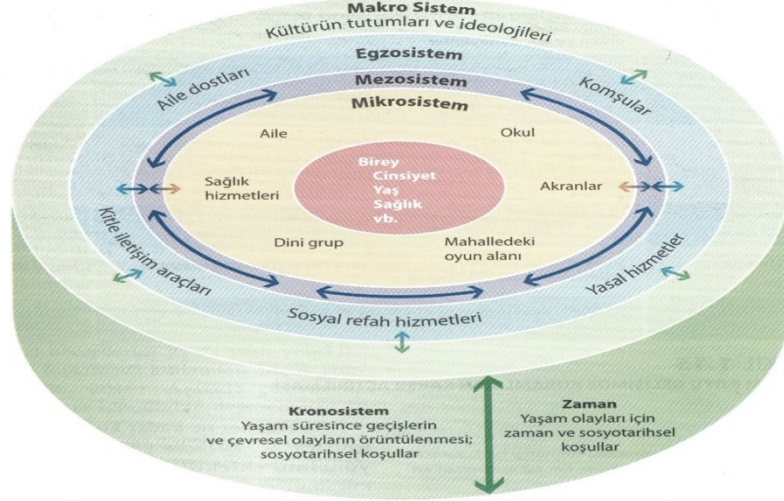 Makro Sistem
Kültürün tutumları ve ideolojileri
Egzosistem
Aile dostları
Komşular
Mezosistem
Mikrosistem
Aile
Okul
Birey
Cinsiyet
Yaş
Sağlık
vb.
Sağlık
hizmetleri
Akranlar
Dini grup
Mahalledeki
oyun alanı
Kitle iletişim araçları
Yasal hizmetler
Sosyal refah hizmetleri
Kronosistem
Yaşam süresince geçişlerin
ve çevresel olayların örüntülenmesi;
sosyotarihsel koşullar
Zaman
Yaşam olayları için
zaman ve sosyotarihsel
koşullar